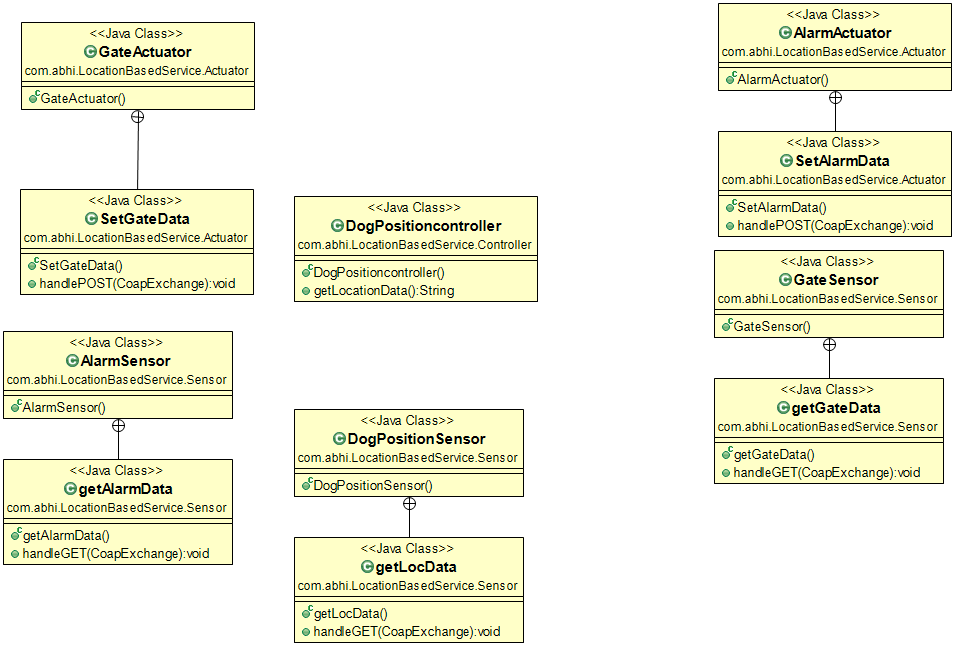 <<Java Class>>
GateActuator
com.abhi.LocationBasedService.Actuator
GateActuator()
<<Java Class>>
SetGateData
com.abhi.LocationBasedService.Actuator
SetGateData()
handlePOST(CoapExchange):void
<<Java Class>>
AlarmSensor
com.abhi.LocationBasedService.Sensor
AlarmSensor()
<<Java Class>>
getAlarmData
com.abhi.LocationBasedService.Sensor
getAlarmData()
handleGET(CoapExchange):void
<<Java Class>>
DogPositioncontroller
com.abhi.LocationBasedService.Controller
DogPositioncontroller()
getLocationData():String
<<Java Class>>
DogPositionSensor
com.abhi.LocationBasedService.Sensor
DogPositionSensor()
<<Java Class>>
getLocData
com.abhi.LocationBasedService.Sensor
getLocData()
handleGET(CoapExchange):void
<<Java Class>>
AlarmActuator
com.abhi.LocationBasedService.Actuator
AlarmActuator()
<<Java Class>>
SetAlarmData
com.abhi.LocationBasedService.Actuator
SetAlarmData()
handlePOST(CoapExchange):void
<<Java Class>>
GateSensor
com.abhi.LocationBasedService.Sensor
GateSensor()
<<Java Class>>
getGateData
com.abhi.LocationBasedService.Sensor
getGateData()
handleGET(CoapExchange):void